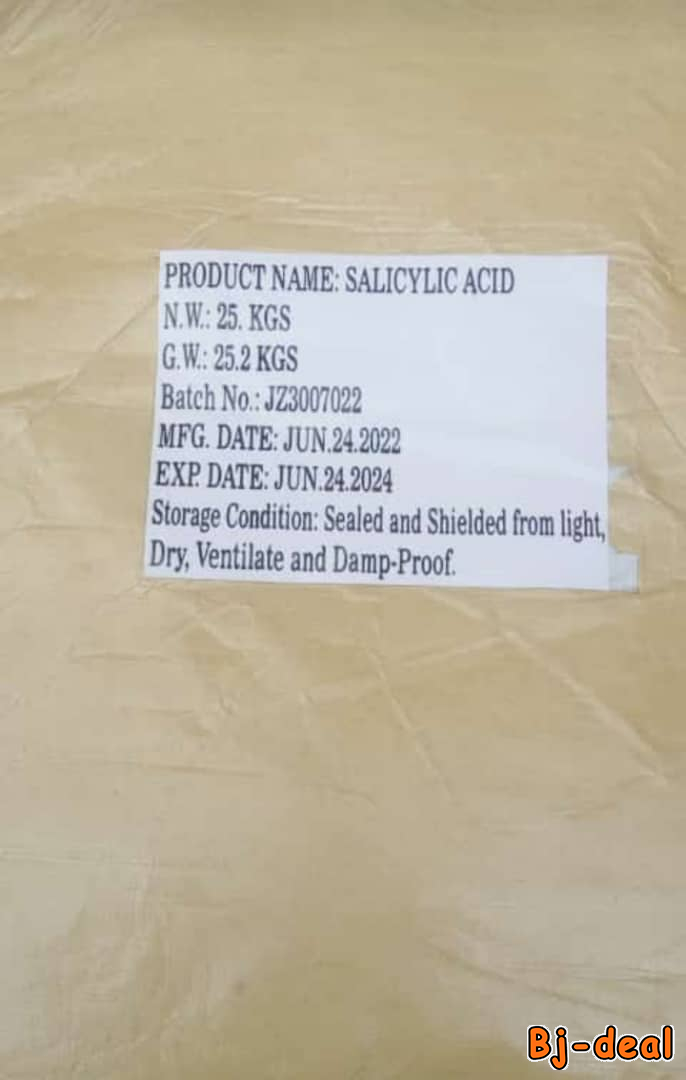 PRODUCT NAME: SALICYLIC ACID
N.W.: 25. KGS
G.W.: 25.2 KGS
Batch No.: JZ3007022
MFG. DATE: JUN.24.2022
EXP. DATE: JUN.24.2024
Storage Condition: Sealed and Shielded from light,
Dry, Ventilate and Damp-Proof.
Bj-deal